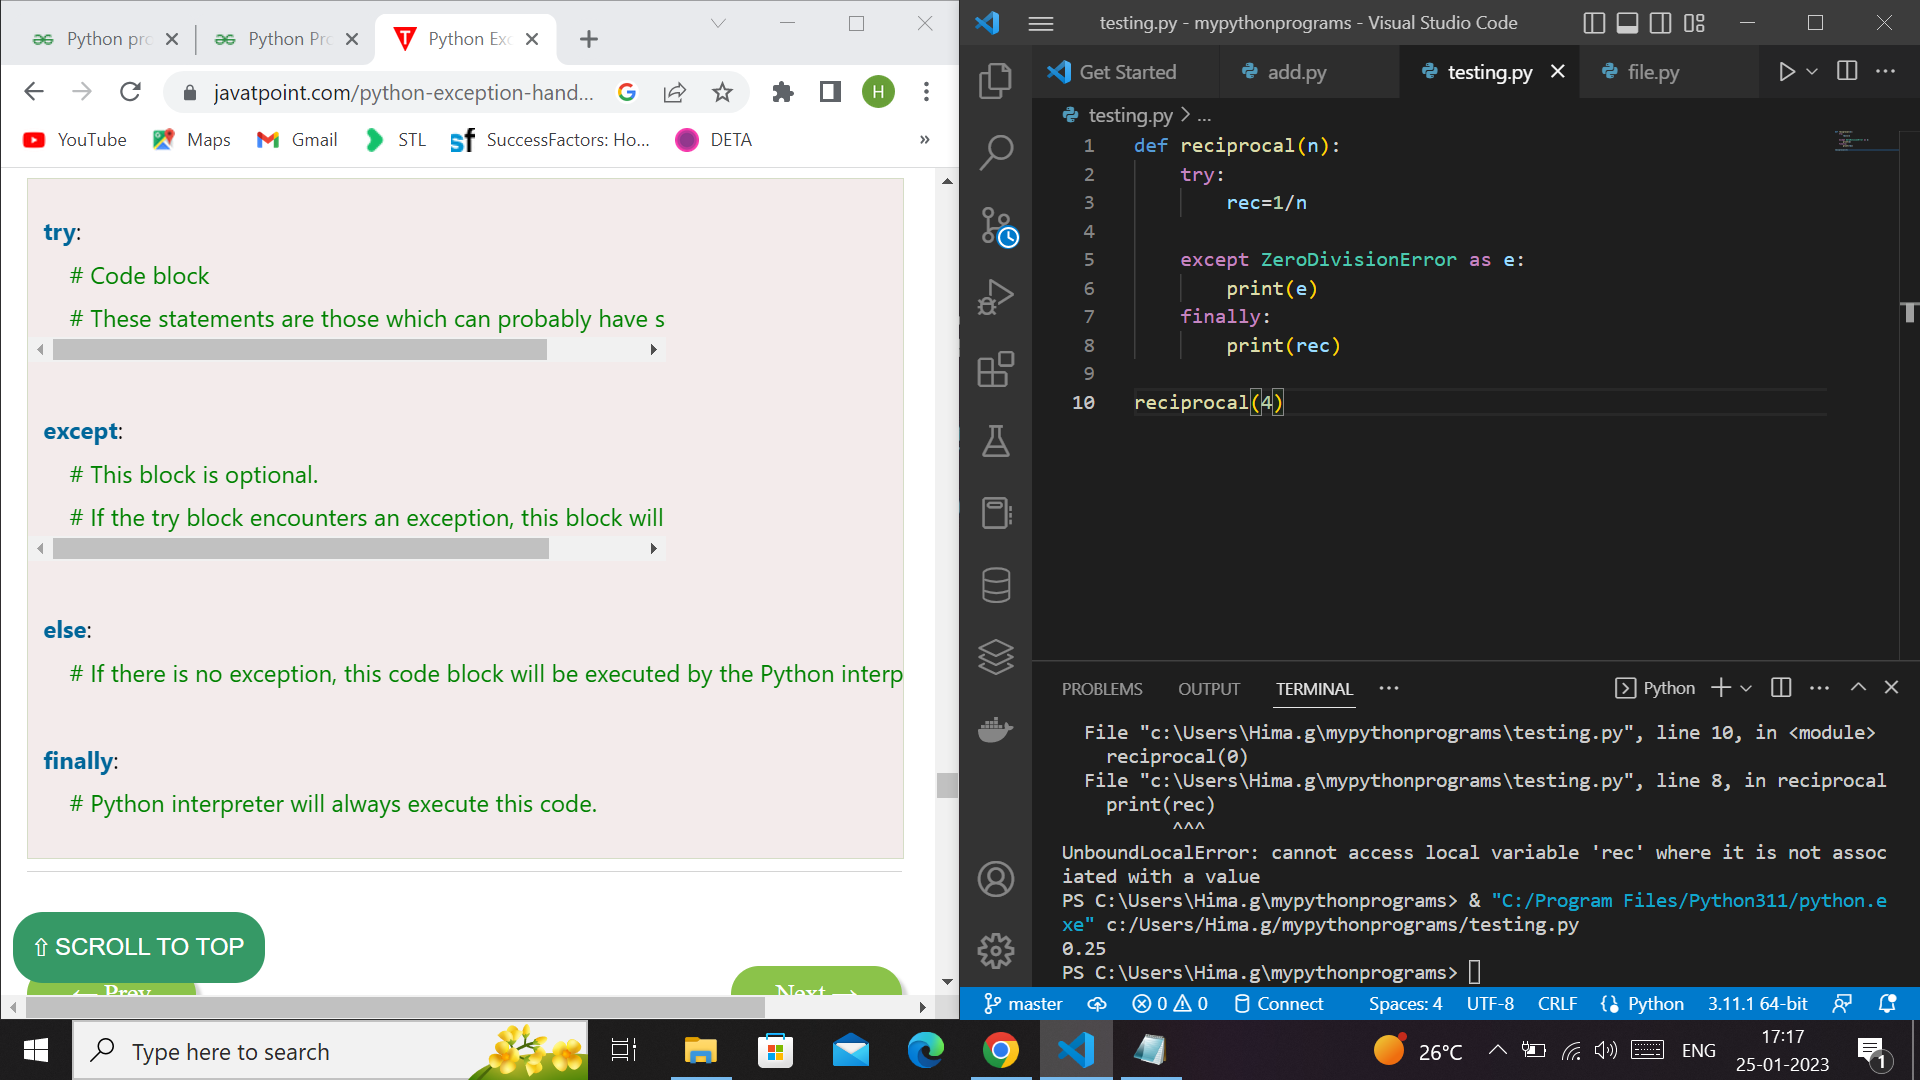 Python pro
Python Pro
Python Exc
javatpoint.com/python-exception-hand...
H
YouTube
Maps
Gmail
STL
SuccessFactors: Ho...
DETA
»
try:
# Code block
# These statements are those which can probably have s
except:
# This block is optional.
# If the try block encounters an exception, this block will
else:
# If there is no exception, this code block will be executed by the Python interp
finally:
# Python interpreter will always execute this code.
⇧ SCROLL TO TOP
← Prev
Next →
testing.py - mypythonprograms - Visual Studio Code
Get Started
add.py
testing.py
file.py
testing.py > ...
1 def reciprocal(n):
2 try:
3 rec=1/n
4
5 except ZeroDivisionError as e:
6 print(e)
7 finally:
8 print(rec)
9
10 reciprocal(4)
PROBLEMS OUTPUT TERMINAL ...
Python
File "c:\Users\Hima.g\mypythonprograms\testing.py", line 10, in <module>
reciprocal(0)
File "c:\Users\Hima.g\mypythonprograms\testing.py", line 8, in reciprocal
print(rec)
^^^
UnboundLocalError: cannot access local variable 'rec' where it is not assoc
iated with a value
PS C:\Users\Hima.g\mypythonprograms> & "C:/Program Files/Python311/python.e
xe" c:/Users/Hima.g/mypythonprograms/testing.py
0.25
PS C:\Users\Hima.g\mypythonprograms>
master 0 0 Connect Spaces: 4 UTF-8 CRLF Python 3.11.1 64-bit
Type here to search
26°C
ENG
17:17
25-01-2023
1